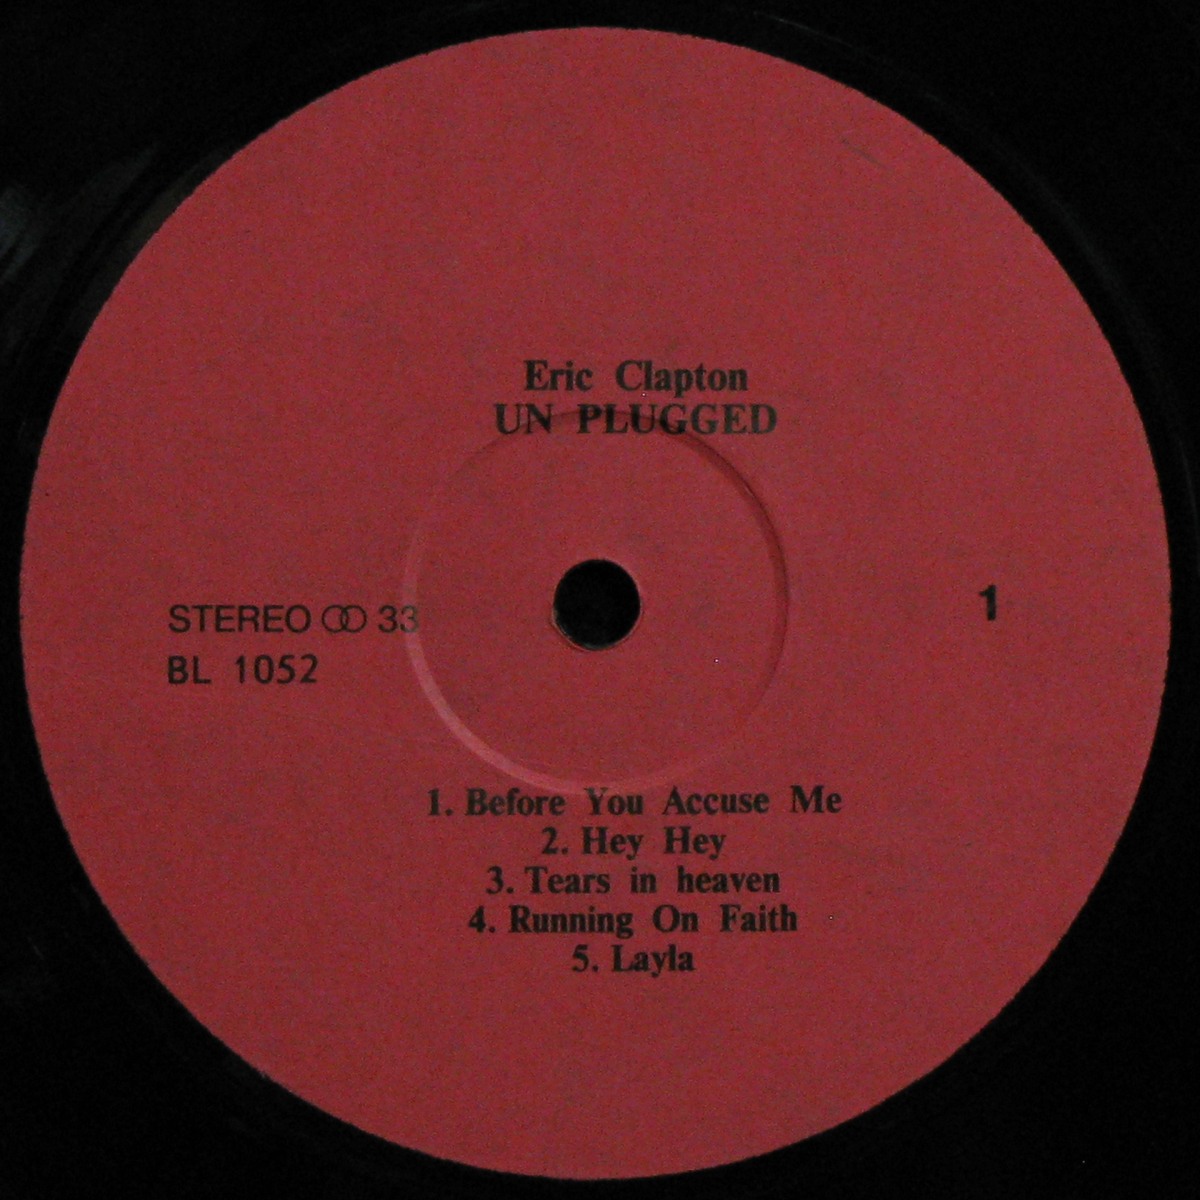 Eric Clapton
UN PLUGGED
STEREO 33
BL 1052
1
1. Before You Accuse Me
2. Hey Hey
3. Tears in heaven
4. Running On Faith
5. Layla